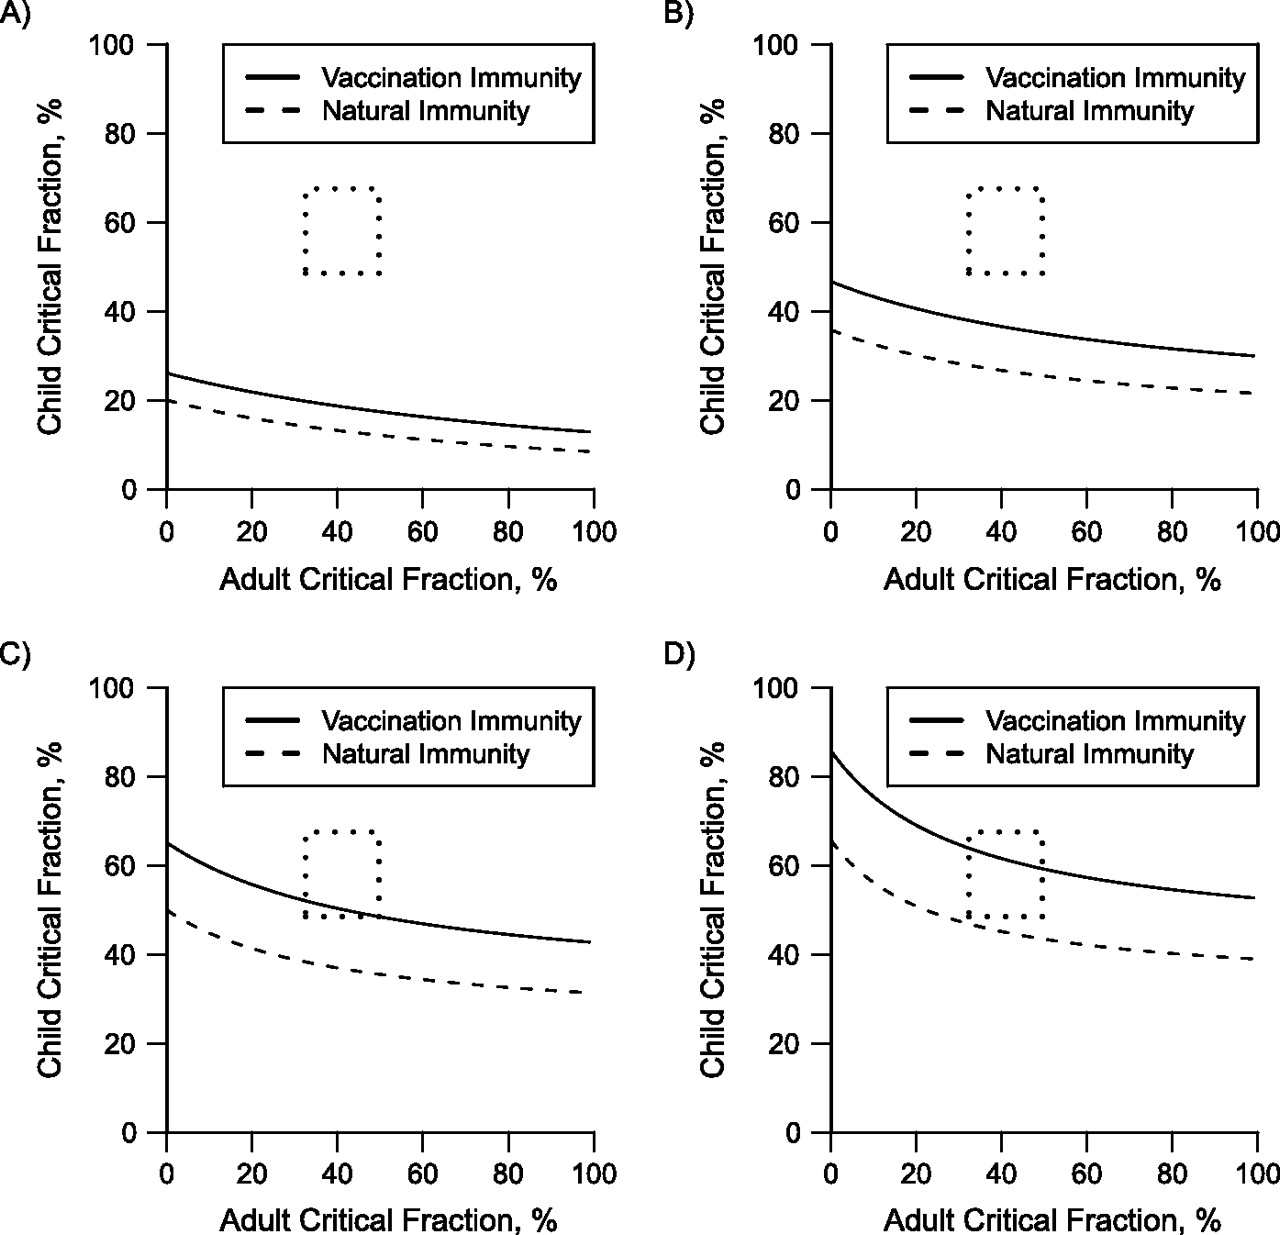 A)
100
80
60
40
20
0
Child Critical Fraction, %
Vaccination Immunity
Natural Immunity
0 20 40 60 80 100
Adult Critical Fraction, %
B)
100
80
60
40
20
0
Child Critical Fraction, %
Vaccination Immunity
Natural Immunity
0 20 40 60 80 100
Adult Critical Fraction, %
C)
100
80
60
40
20
0
Child Critical Fraction, %
Vaccination Immunity
Natural Immunity
0 20 40 60 80 100
Adult Critical Fraction, %
D)
100
80
60
40
20
0
Child Critical Fraction, %
Vaccination Immunity
Natural Immunity
0 20 40 60 80 100
Adult Critical Fraction, %